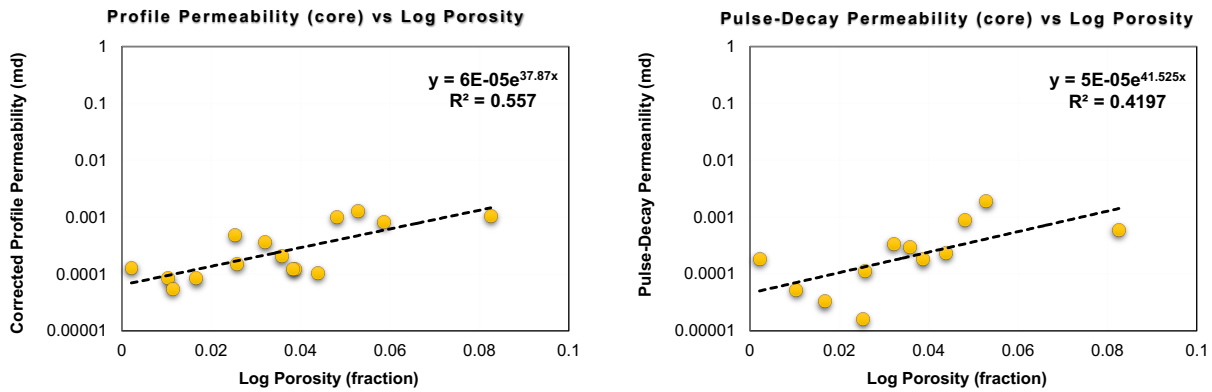 Profile Permeability (core) vs Log Porosity
Corrected Profile Permeability (md)
1
0.1
0.01
0.001
0.0001
0.00001
y = 6E-05e^37.87x
R² = 0.557
0 0.02 0.04 0.06 0.08 0.1
Log Porosity (fraction)
Pulse-Decay Permeability (core) vs Log Porosity
Pulse-Decay Permeanility (md)
1
0.1
0.01
0.001
0.0001
0.00001
y = 5E-05e^41.525x
R² = 0.4197
0 0.02 0.04 0.06 0.08 0.1
Log Porosity (fraction)